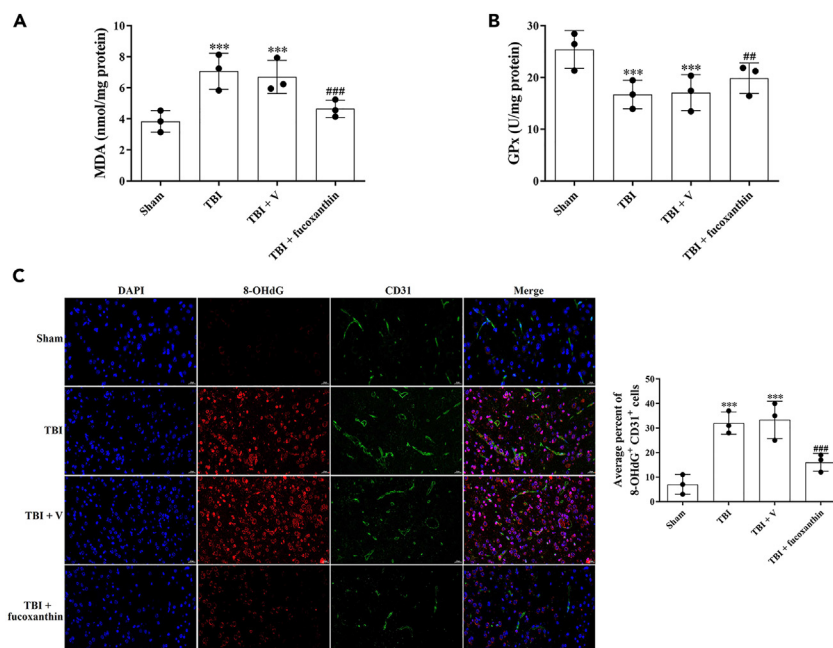 A
MDA (nmol/mg protein)
10
8
6
4
2
0
***
***
###
Sham
TBI
TBI + V
TBI + fucoxanthin
B
GPx (U/mg protein)
30
20
10
0
***
***
##
Sham
TBI
TBI + V
TBI + fucoxanthin
C
DAPI
8-OHdG
CD31
Merge
Sham
TBI
TBI + V
TBI +
fucoxanthin
Average percent of
8-OHdG⁺ CD31⁺ cells
50
40
30
20
10
0
***
***
###
Sham
TBI
TBI + V
TBI + fucoxanthin